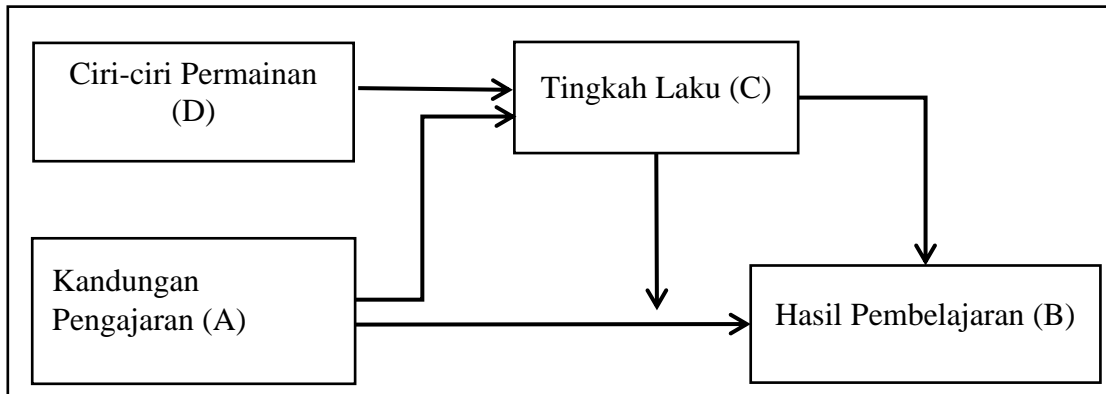 Ciri-ciri Permainan
(D)
Tingkah Laku (C)
Kandungan
Pengajaran (A)
Hasil Pembelajaran (B)